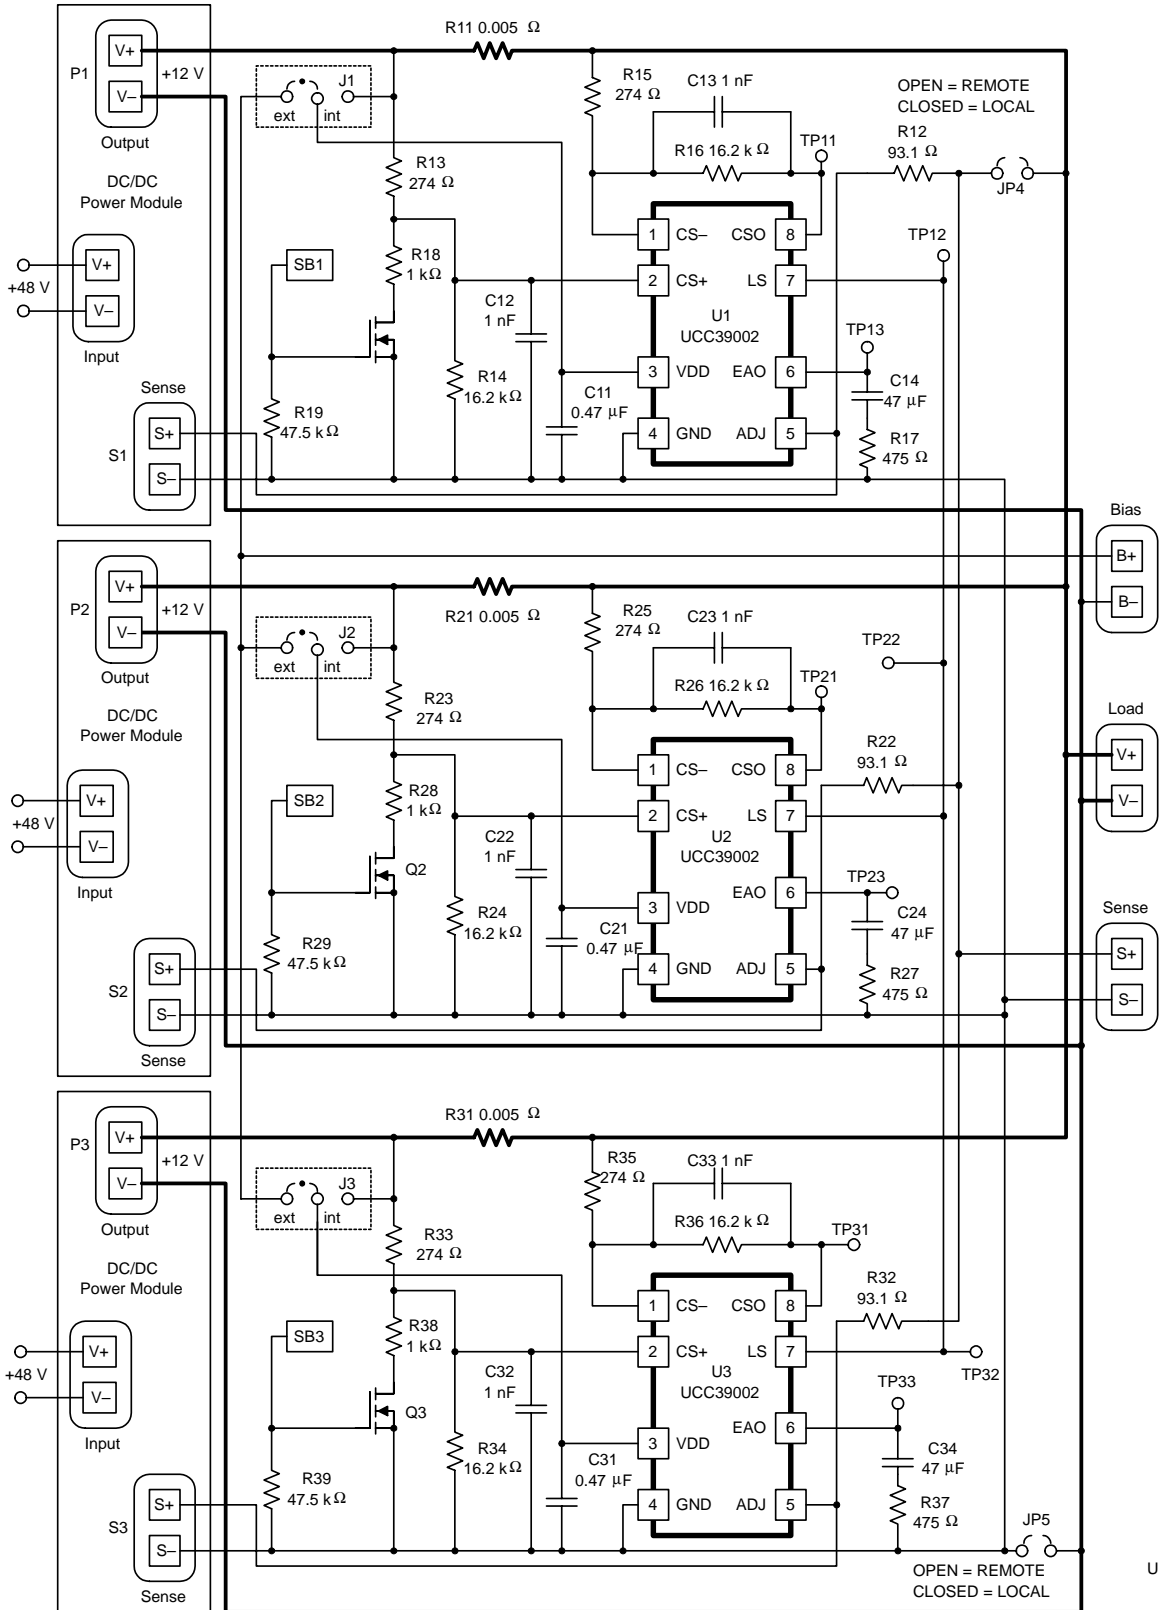 R11 0.005 Ω
P1
V+
+12 V
V–
Output
DC/DC
Power Module
V+
+48 V
V–
Input
Sense
S1
S+
S–
J1
ext
int
R13
274 Ω
R18
1 kΩ
SB1
R19
47.5 kΩ
R14
16.2 kΩ
C12
1 nF
C11
0.47 μF
R15
274 Ω
C13 1 nF
R16 16.2 k Ω
TP11
OPEN = REMOTE
CLOSED = LOCAL
R12
93.1 Ω
JP4
TP12
1 CS– CSO 8
2 CS+ LS 7
U1
UCC39002
3 VDD EAO 6
4 GND ADJ 5
TP13
C14
47 μF
R17
475 Ω
Bias
B+
B–
P2
V+
+12 V
V–
Output
DC/DC
Power Module
V+
+48 V
V–
Input
S2
S+
S–
Sense
R21 0.005 Ω
J2
ext
int
R23
274 Ω
R28
1 kΩ
SB2
Q2
R29
47.5 kΩ
R24
16.2 kΩ
C22
1 nF
C21
0.47 μF
R25
274 Ω
C23 1 nF
R26 16.2 k Ω
TP21
TP22
R22
93.1 Ω
1 CS– CSO 8
2 CS+ LS 7
U2
UCC39002
3 VDD EAO 6
4 GND ADJ 5
TP23
C24
47 μF
R27
475 Ω
Load
V+
V–
Sense
S+
S–
P3
V+
+12 V
V–
Output
DC/DC
Power Module
V+
+48 V
V–
Input
S3
S+
S–
Sense
R31 0.005 Ω
J3
ext
int
R33
274 Ω
R38
1 kΩ
SB3
Q3
R39
47.5 kΩ
R34
16.2 kΩ
C32
1 nF
C31
0.47 μF
R35
274 Ω
C33 1 nF
R36 16.2 k Ω
TP31
R32
93.1 Ω
1 CS– CSO 8
2 CS+ LS 7
U3
UCC39002
3 VDD EAO 6
4 GND ADJ 5
TP32
TP33
C34
47 μF
R37
475 Ω
JP5
OPEN = REMOTE
CLOSED = LOCAL
U